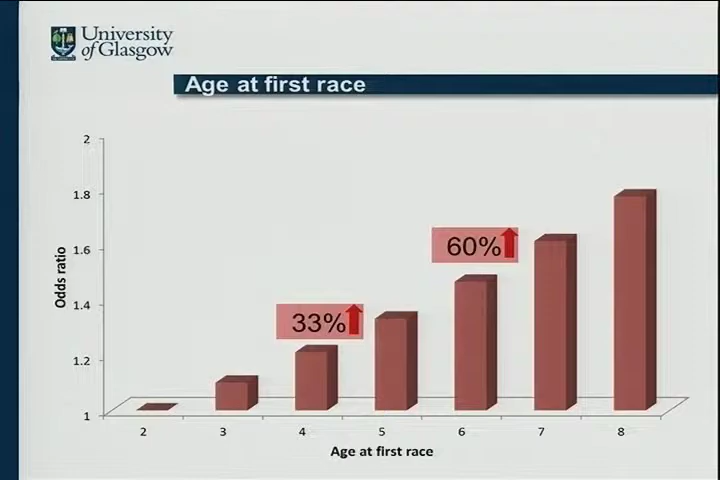 University
of Glasgow
Age at first race
2
1.8
1.6
1.4
1.2
1
Odds ratio
33%
60%
2 3 4 5 6 7 8
Age at first race